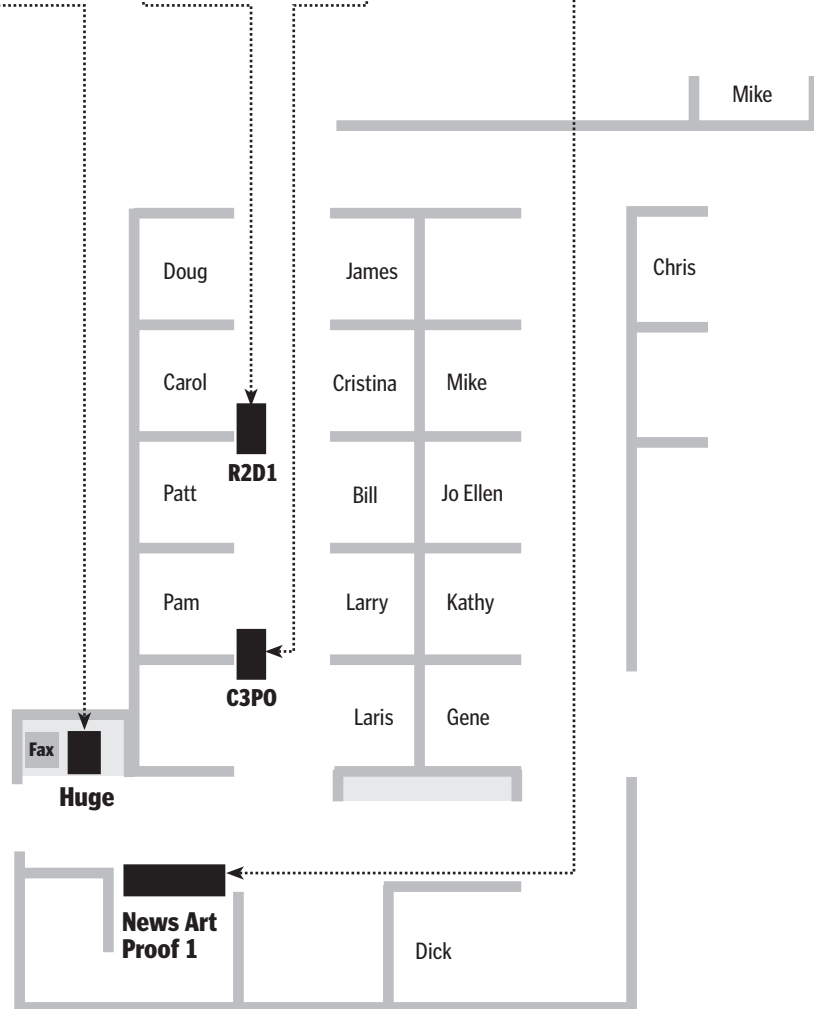 Mike
Doug
James
Chris
Carol
Cristina
Mike
R2D1
Patt
Bill
Jo Ellen
Pam
Larry
Kathy
C3PO
Laris
Gene
Fax
Huge
News Art
Proof 1
Dick